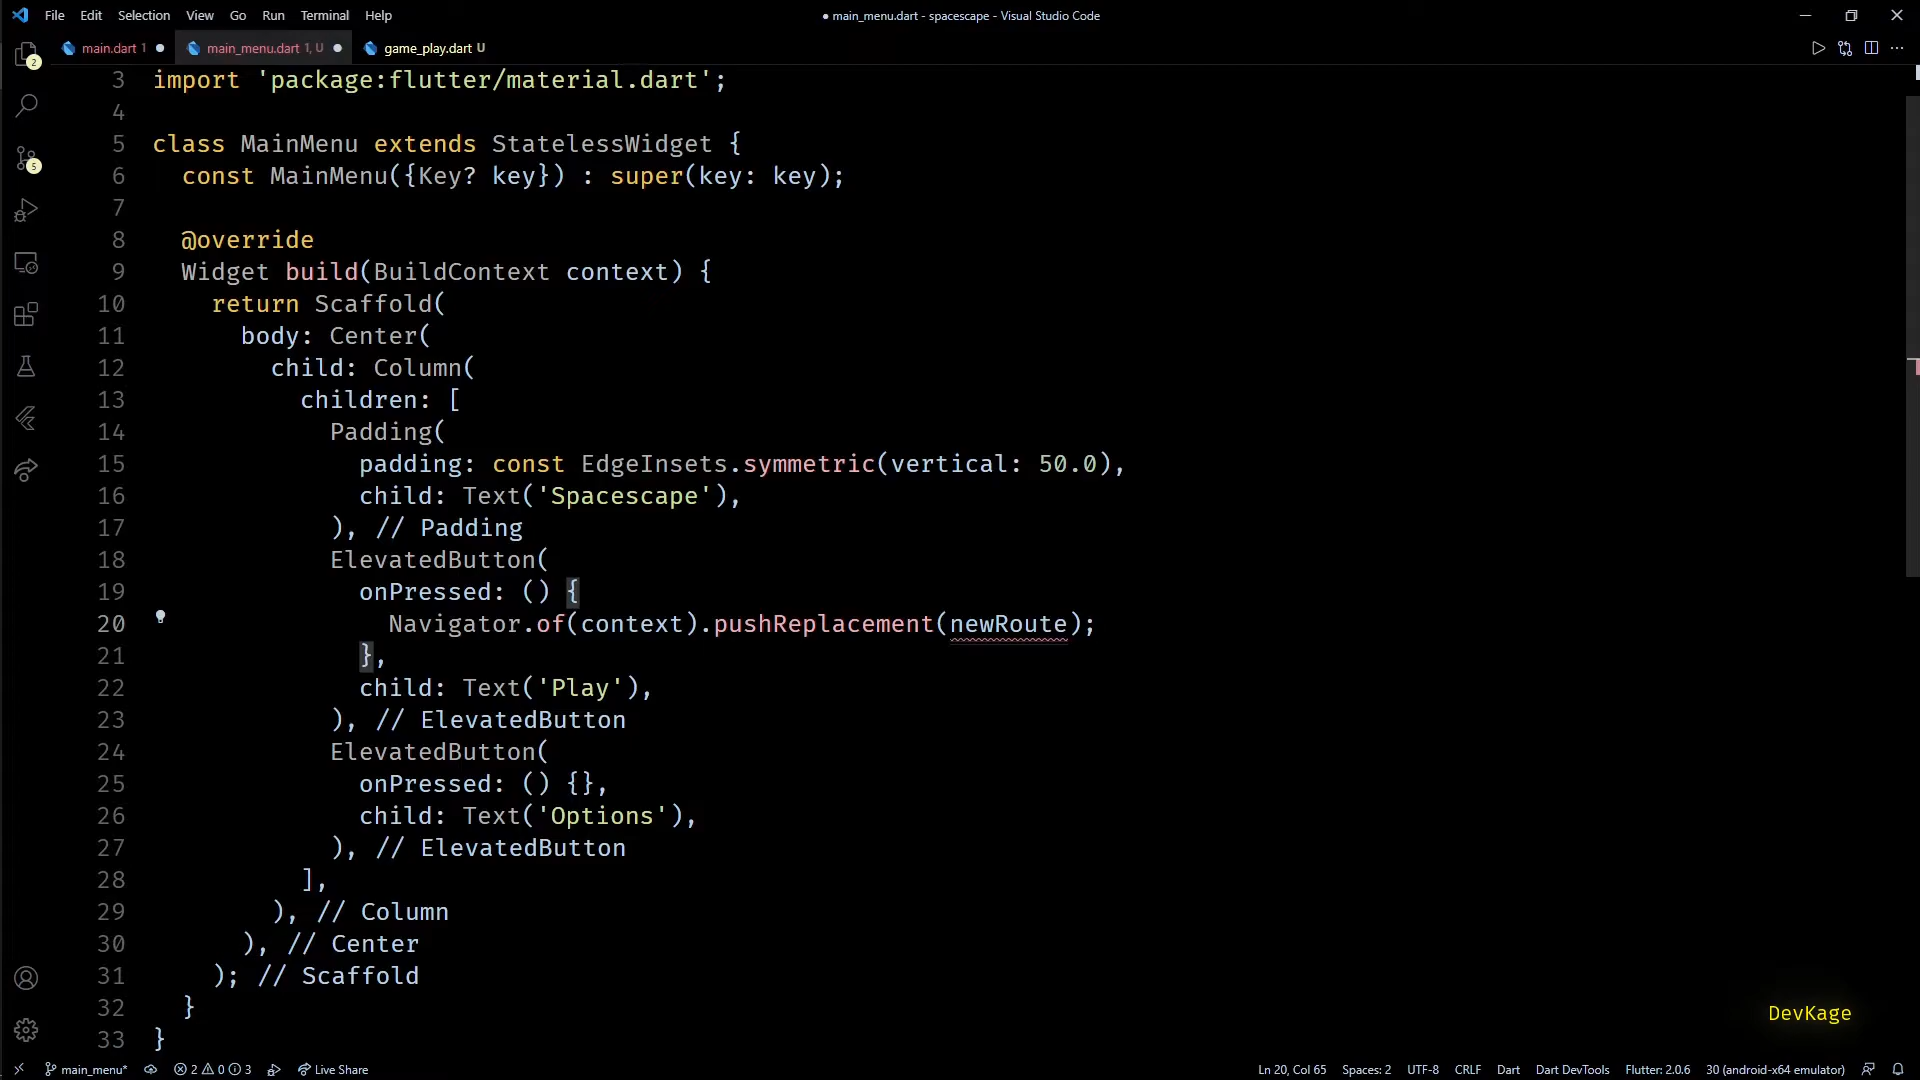 File Edit Selection View Go Run Terminal Help
● main_menu.dart - spacescape - Visual Studio Code
main.dart 1 ●
main_menu.dart 1, U ●
game_play.dart U
2
5
3 import 'package:flutter/material.dart';
4
5 class MainMenu extends StatelessWidget {
6 const MainMenu({Key? key}) : super(key: key);
7
8 @override
9 Widget build(BuildContext context) {
10 return Scaffold(
11 body: Center(
12 child: Column(
13 children: [
14 Padding(
15 padding: const EdgeInsets.symmetric(vertical: 50.0),
16 child: Text('Spacescape'),
17 ), // Padding
18 ElevatedButton(
19 onPressed: () {
20 Navigator.of(context).pushReplacement(newRoute);
21 },
22 child: Text('Play'),
23 ), // ElevatedButton
24 ElevatedButton(
25 onPressed: () {},
26 child: Text('Options'),
27 ), // ElevatedButton
28 ],
29 ), // Column
30 ), // Center
31 ); // Scaffold
32 }
33 }
DevKage
main_menu* 2 0 3 Live Share
Ln 20, Col 65 Spaces: 2 UTF-8 CRLF Dart Dart DevTools Flutter: 2.0.6 30 (android-x64 emulator)